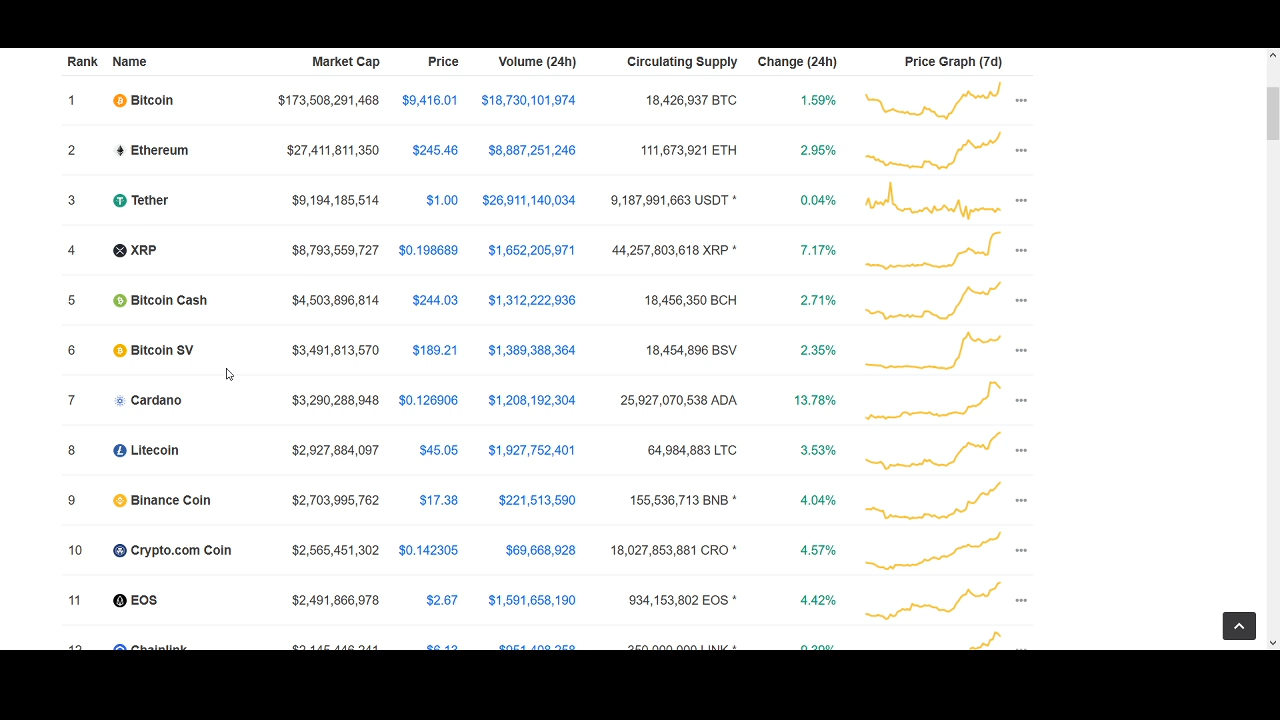 Rank Name Market Cap Price Volume (24h) Circulating Supply Change (24h) Price Graph (7d)
1 Bitcoin $173,508,291,468 $9,416.01 $18,730,101,974 18,426,937 BTC 1.59%
2 Ethereum $27,411,811,350 $245.46 $8,887,251,246 111,673,921 ETH 2.95%
3 Tether $9,194,185,514 $1.00 $26,911,140,034 9,187,991,663 USDT * 0.04%
4 XRP $8,793,559,727 $0.198689 $1,652,205,971 44,257,803,618 XRP * 7.17%
5 Bitcoin Cash $4,503,896,814 $244.03 $1,312,222,936 18,456,350 BCH 2.71%
6 Bitcoin SV $3,491,813,570 $189.21 $1,389,388,364 18,454,896 BSV 2.35%
7 Cardano $3,290,288,948 $0.126906 $1,208,192,304 25,927,070,538 ADA 13.78%
8 Litecoin $2,927,884,097 $45.05 $1,927,752,401 64,984,883 LTC 3.53%
9 Binance Coin $2,703,995,762 $17.38 $221,513,590 155,536,713 BNB * 4.04%
10 Crypto.com Coin $2,565,451,302 $0.142305 $69,668,928 18,027,853,881 CRO * 4.57%
11 EOS $2,491,866,978 $2.67 $1,591,658,190 934,153,802 EOS * 4.42%
12 Chainlink